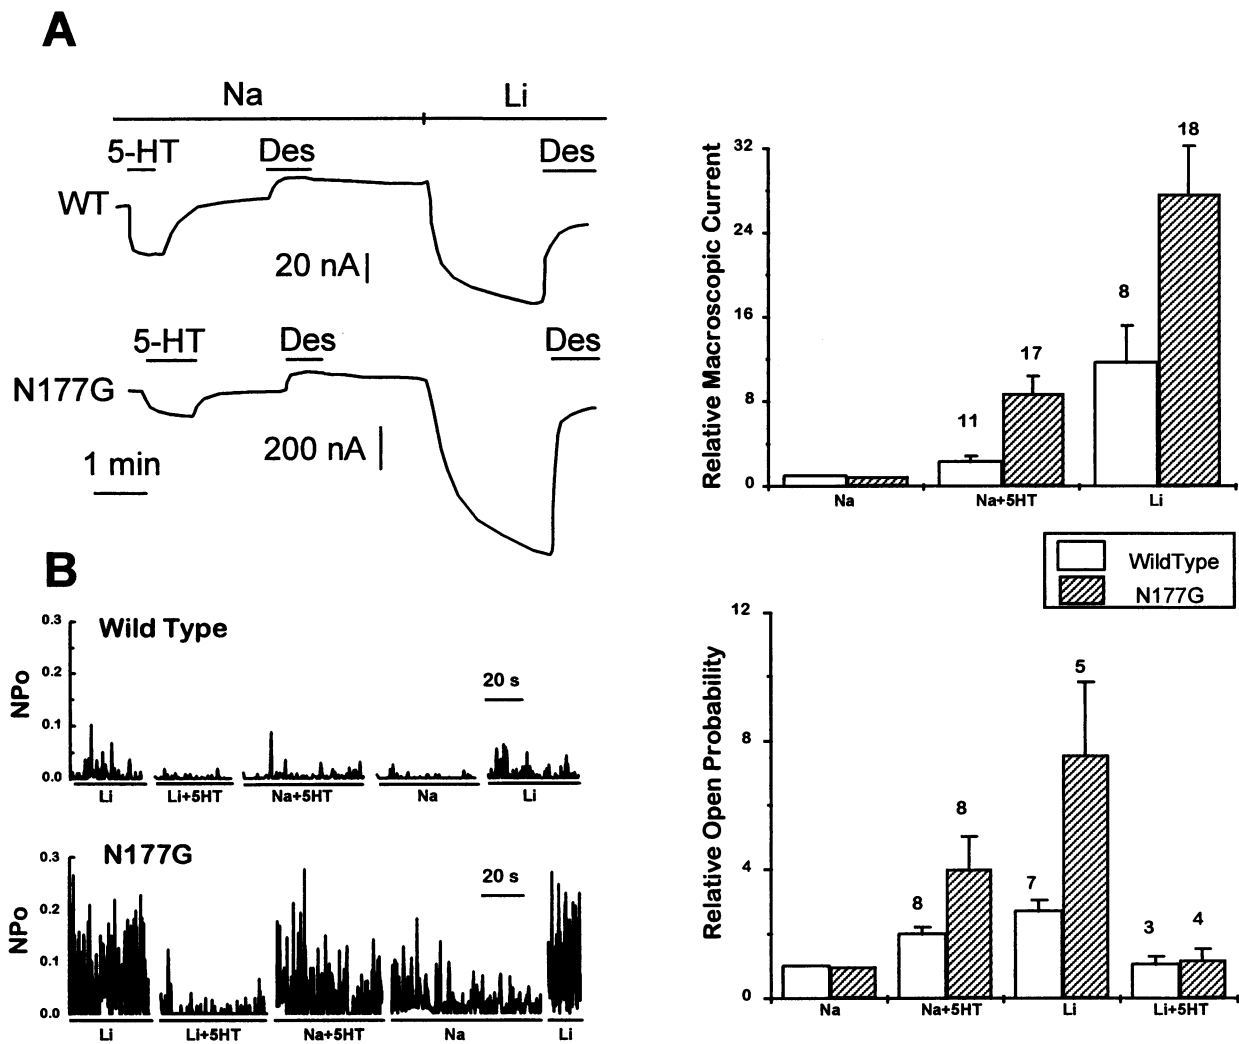 A
Na Li
5-HT Des Des
WT
20 nA
5-HT Des Des
N177G
200 nA
1 min
Relative Macroscopic Current
32
24
16
8
0
11
17
8
18
Na Na+5HT Li
WildType
N177G
B
Wild Type
NPo
0.3
0.2
0.1
0.0
20 s
Li Li+5HT Na+5HT Na Li
N177G
NPo
0.3
0.2
0.1
0.0
20 s
Li Li+5HT Na+5HT Na Li
Relative Open Probability
12
8
4
0
8
8
7
5
3
4
Na Na+5HT Li Li+5HT